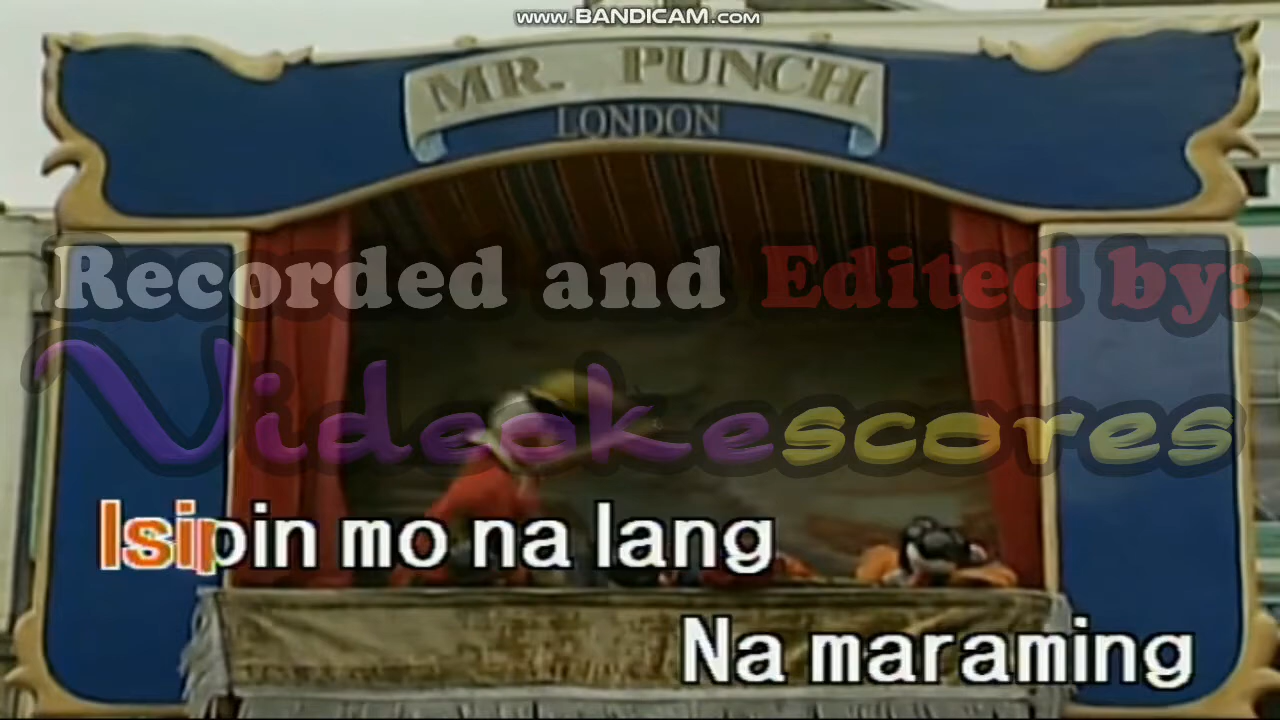 www.BANDICAM.com
MR. PUNCH
LONDON
Recorded and Edited by:
Videokescores
Isipin mo na lang
Na maraming